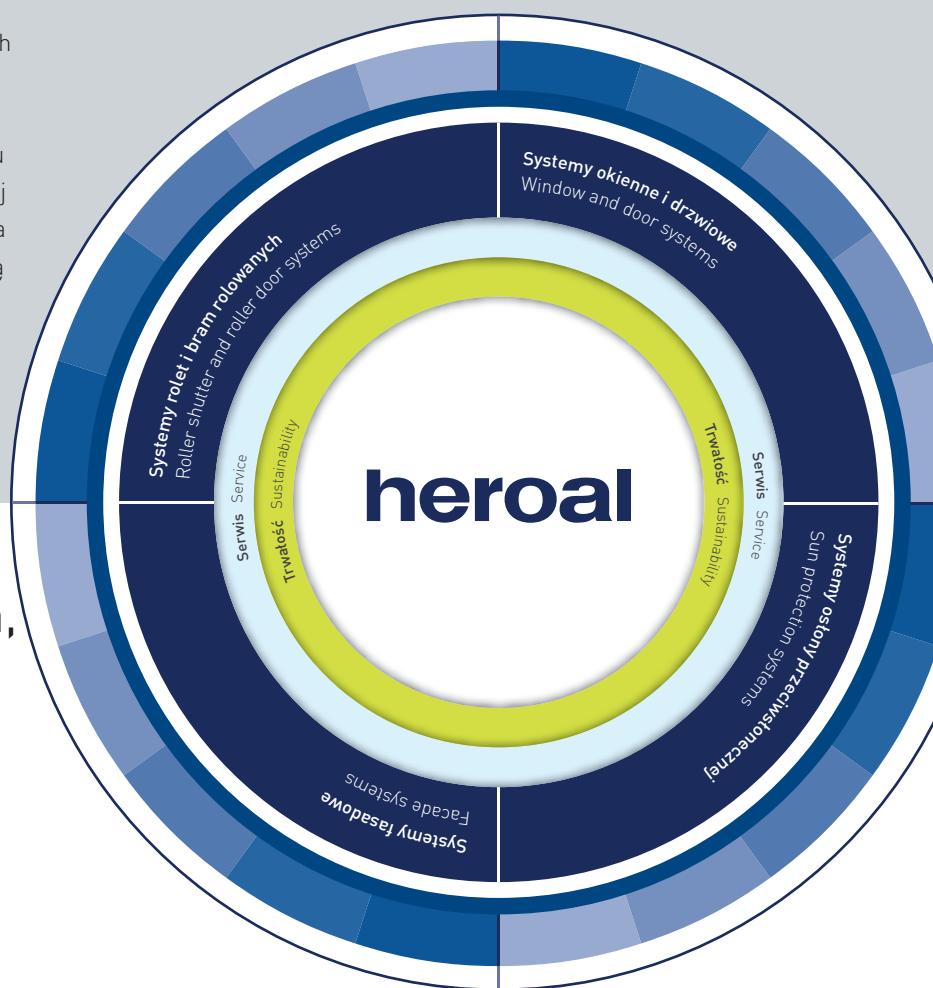 h
u
j
a
ę
,
Systemy okienne i drzwiowe
Window and door systems
Systemy rolet i bram rolowanych
Roller shutter and roller door systems
Serwis Service
Trwałość Sustainability
heroal
Trwałość Sustainability
Serwis Service
Systemy osłony przeciwsłonecznej
Sun protection systems
Facade systems
Systemy fasadowe